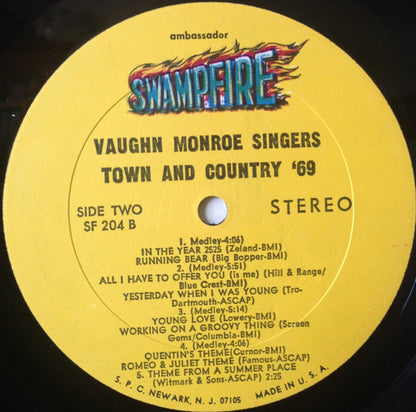 ambassador
SWAMPFIRE
VAUGHN MONROE SINGERS
TOWN AND COUNTRY '69
SIDE TWO
SF 204 B
STEREO
1. Medley-4:06)
IN THE YEAR 2525 (Zeland-BMI)
RUNNING BEAR (Big Bopper-BMI)
2. (Medley-5:51)
ALL I HAVE TO OFFER YOU (is me) (Hill & Range/
Blue Crest-BMI)
YESTERDAY WHEN I WAS YOUNG (Tro-
Dartmouth-ASCAP)
3. (Medley-5:14)
YOUNG LOVE (Lowery-BMI)
WORKING ON A GROOVY THING (Screen
Gems/Columbia-BMI)
4. (Medley-4:06)
QUENTIN'S THEME(Curnor-BMI)
ROMEO & JULIET THEME (Famous-ASCAP)
5. THEME FROM A SUMMER PLACE
(Witmark & Sons-ASCAP) 2:25
S. P. C. NEWARK, N. J. 07105 MADE IN U.S.A.